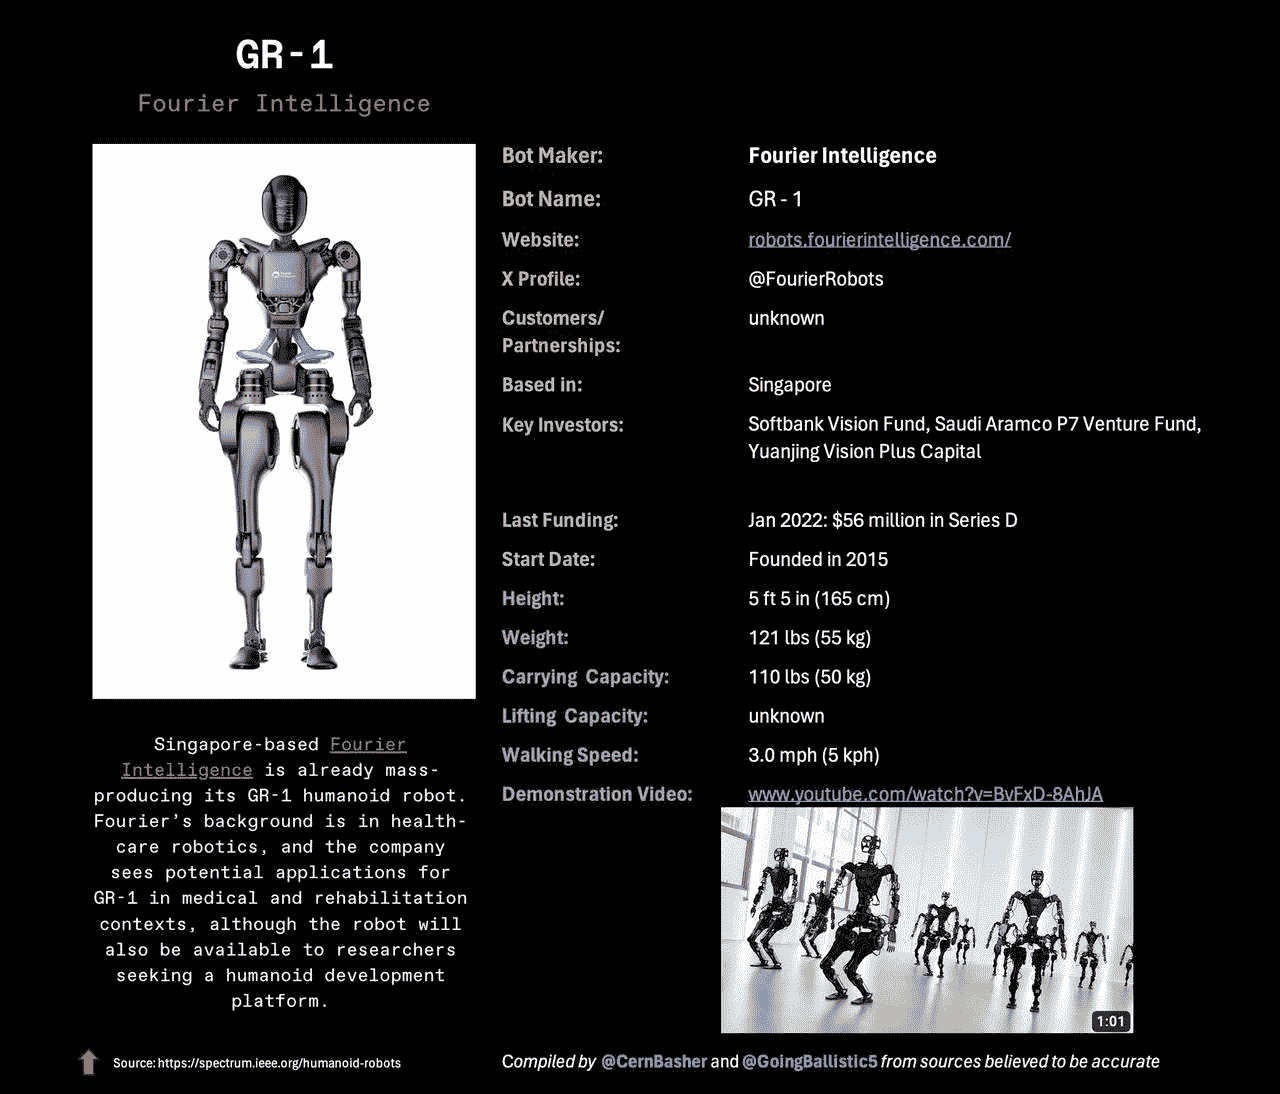 GR-1
Fourier Intelligence
Bot Maker: Fourier Intelligence
Bot Name: GR - 1
Website: robots.fourierintelligence.com/
X Profile: @FourierRobots
Customers/ unknown
Partnerships:
Based in: Singapore
Key Investors: Softbank Vision Fund, Saudi Aramco P7 Venture Fund,
Yuanjing Vision Plus Capital
Last Funding: Jan 2022: $56 million in Series D
Start Date: Founded in 2015
Height: 5 ft 5 in (165 cm)
Weight: 121 lbs (55 kg)
Carrying Capacity: 110 lbs (50 kg)
Lifting Capacity: unknown
Walking Speed: 3.0 mph (5 kph)
Demonstration Video: www.youtube.com/watch?v=BvFxD-8AhJA
1:01
Singapore-based Fourier
Intelligence is already mass-
producing its GR-1 humanoid robot.
Fourier’s background is in health-
care robotics, and the company
sees potential applications for
GR-1 in medical and rehabilitation
contexts, although the robot will
also be available to researchers
seeking a humanoid development
platform.
Source: https://spectrum.ieee.org/humanoid-robots
Compiled by @CernBasher and @GoingBallistic5 from sources believed to be accurate